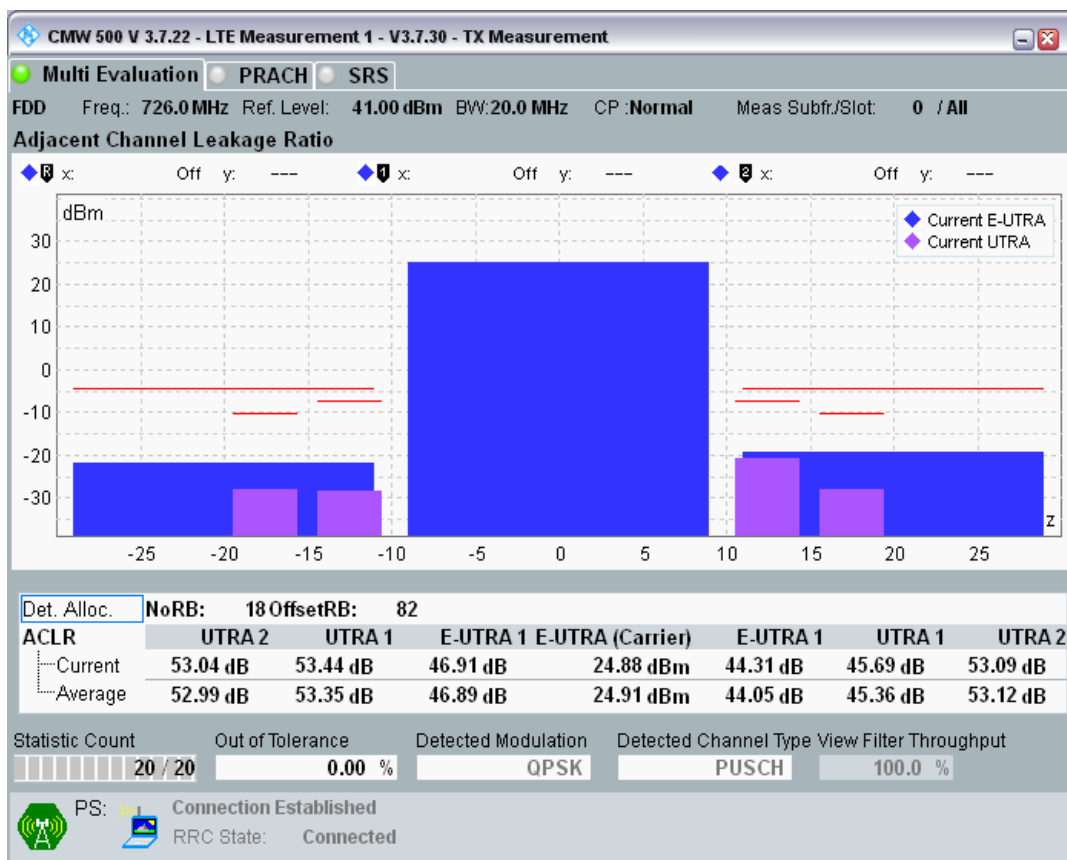 CMW 500 V 3.7.22 - LTE Measurement 1 - V3.7.30 - TX Measurement
Multi Evaluation PRACH SRS
FDD Freq.: 726.0 MHz Ref. Level: 41.00 dBm BW:20.0 MHz CP :Normal Meas Subfr./Slot: 0 / All
Adjacent Channel Leakage Ratio
R x: Off y: --- 1 x: Off y: --- 2 x: Off y: ---
dBm
Current E-UTRA
Current UTRA
30
20
10
0
-10
-20
-30
z
-25 -20 -15 -10 -5 0 5 10 15 20 25
Det. Alloc. NoRB: 18 OffsetRB: 82
ACLR UTRA 2 UTRA 1 E-UTRA 1 E-UTRA (Carrier) E-UTRA 1 UTRA 1 UTRA 2
Current 53.04 dB 53.44 dB 46.91 dB 24.88 dBm 44.31 dB 45.69 dB 53.09 dB
Average 52.99 dB 53.35 dB 46.89 dB 24.91 dBm 44.05 dB 45.36 dB 53.12 dB
Statistic Count Out of Tolerance Detected Modulation Detected Channel Type View Filter Throughput
20 / 20 0.00 % QPSK PUSCH 100.0 %
PS: Connection Established
RRC State: Connected